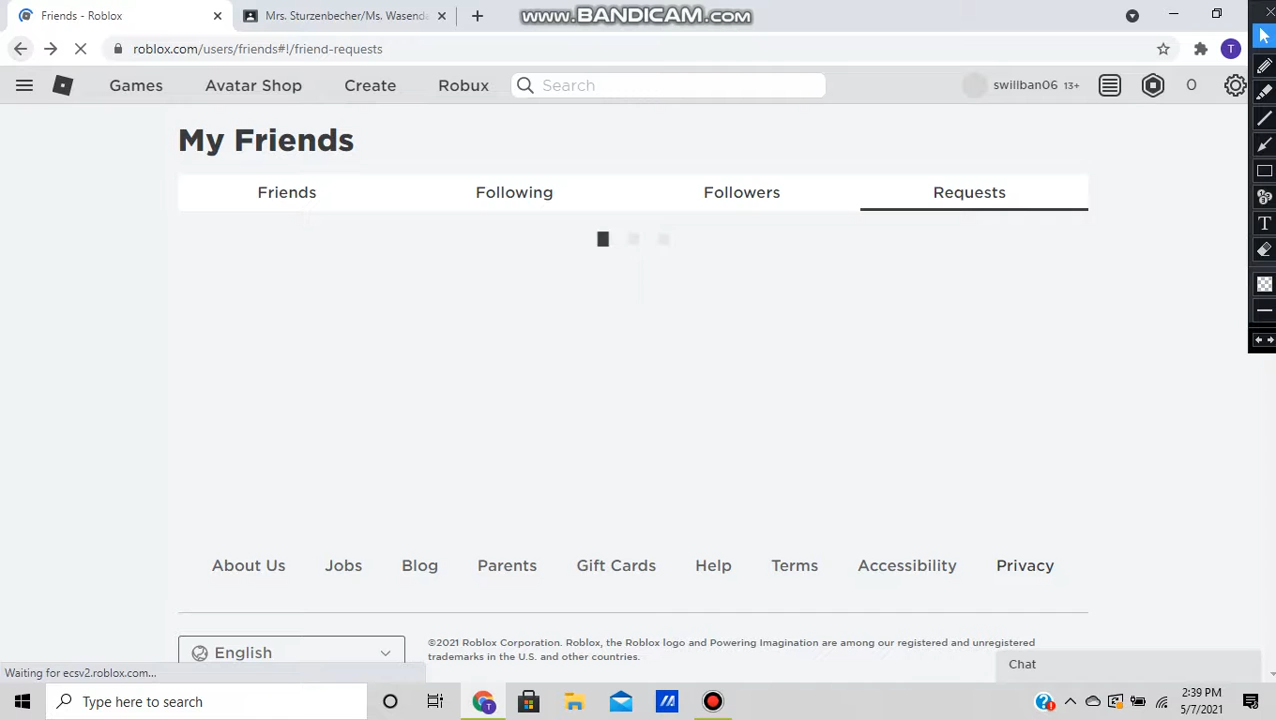 Friends - Roblox
Mrs. Sturzenbecher/Ms. Wasend
www.BANDICAM.com
roblox.com/users/friends#!/friend-requests
T
Games
Avatar Shop
Create
Robux
Search
swillban06 13+
0
My Friends
Friends
Following
Followers
Requests
T
About Us
Jobs
Blog
Parents
Gift Cards
Help
Terms
Accessibility
Privacy
©2021 Roblox Corporation. Roblox, the Roblox logo and Powering Imagination are among our registered and unregistered
trademarks in the U.S. and other countries.
English
Chat
Waiting for ecsv2.roblox.com...
Type here to search
2:39 PM
5/7/2021